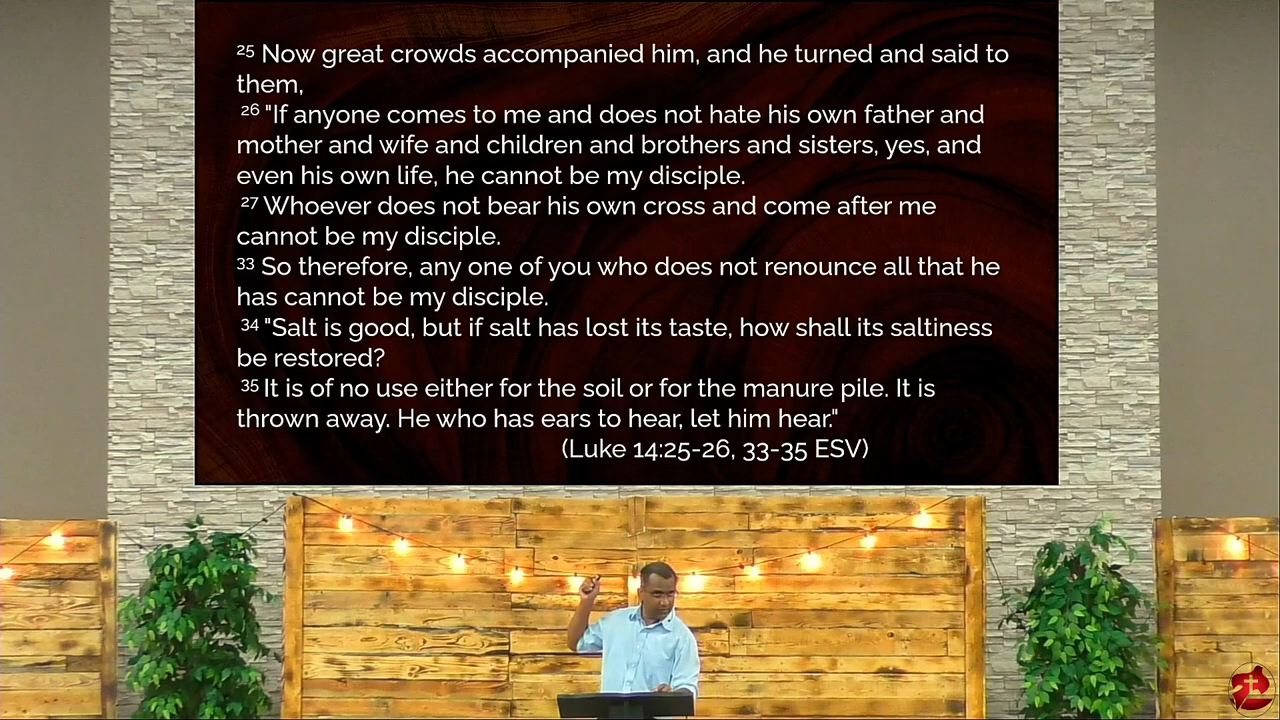 25 Now great crowds accompanied him, and he turned and said to
them,
26 "If anyone comes to me and does not hate his own father and
mother and wife and children and brothers and sisters, yes, and
even his own life, he cannot be my disciple.
27 Whoever does not bear his own cross and come after me
cannot be my disciple.
33 So therefore, any one of you who does not renounce all that he
has cannot be my disciple.
34 "Salt is good, but if salt has lost its taste, how shall its saltiness
be restored?
35 It is of no use either for the soil or for the manure pile. It is
thrown away. He who has ears to hear, let him hear."
(Luke 14:25-26, 33-35 ESV)